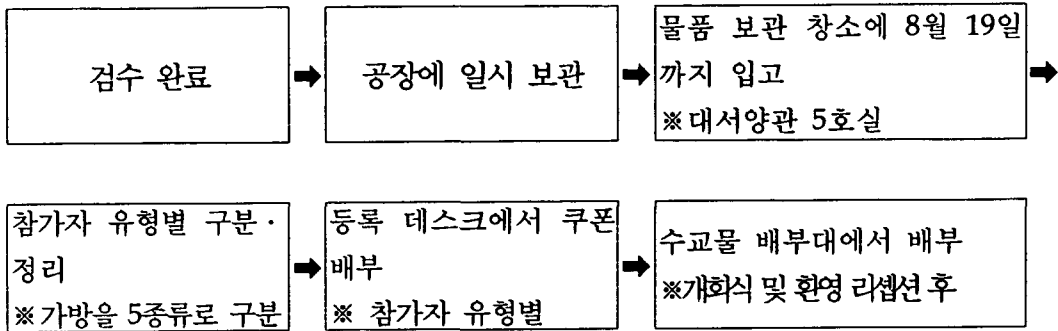 검수 완료
공장에 일시 보관
물품 보관 창소에 8월 19일
까지 입고
※대서양관 5호실
참가자 유형별 구분·
정리
※가방을 5종류로 구분
등록 데스크에서 쿠폰
배부
※ 참가자 유형별
수교물 배부대에서 배부
※개회식 및 환영 리셉션 후